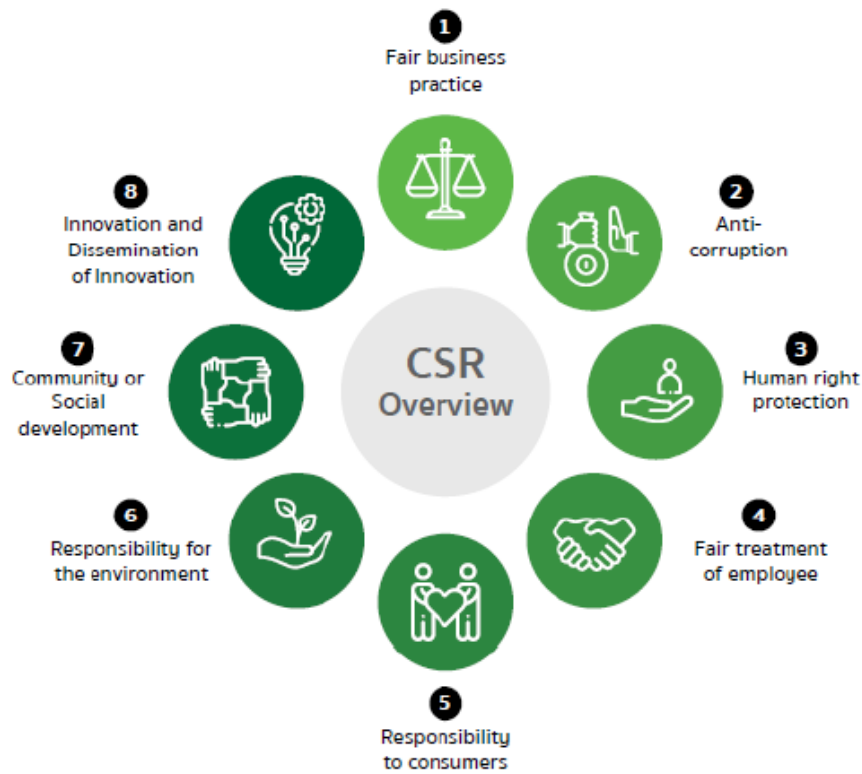 1
Fair business
practice
2
Anti-
corruption
3
Human right
protection
4
Fair treatment
of employee
5
Responsibility
to consumers
6
Responsibility for
the environment
7
Community or
Social
development
8
Innovation and
Dissemination
of Innovation
CSR
Overview